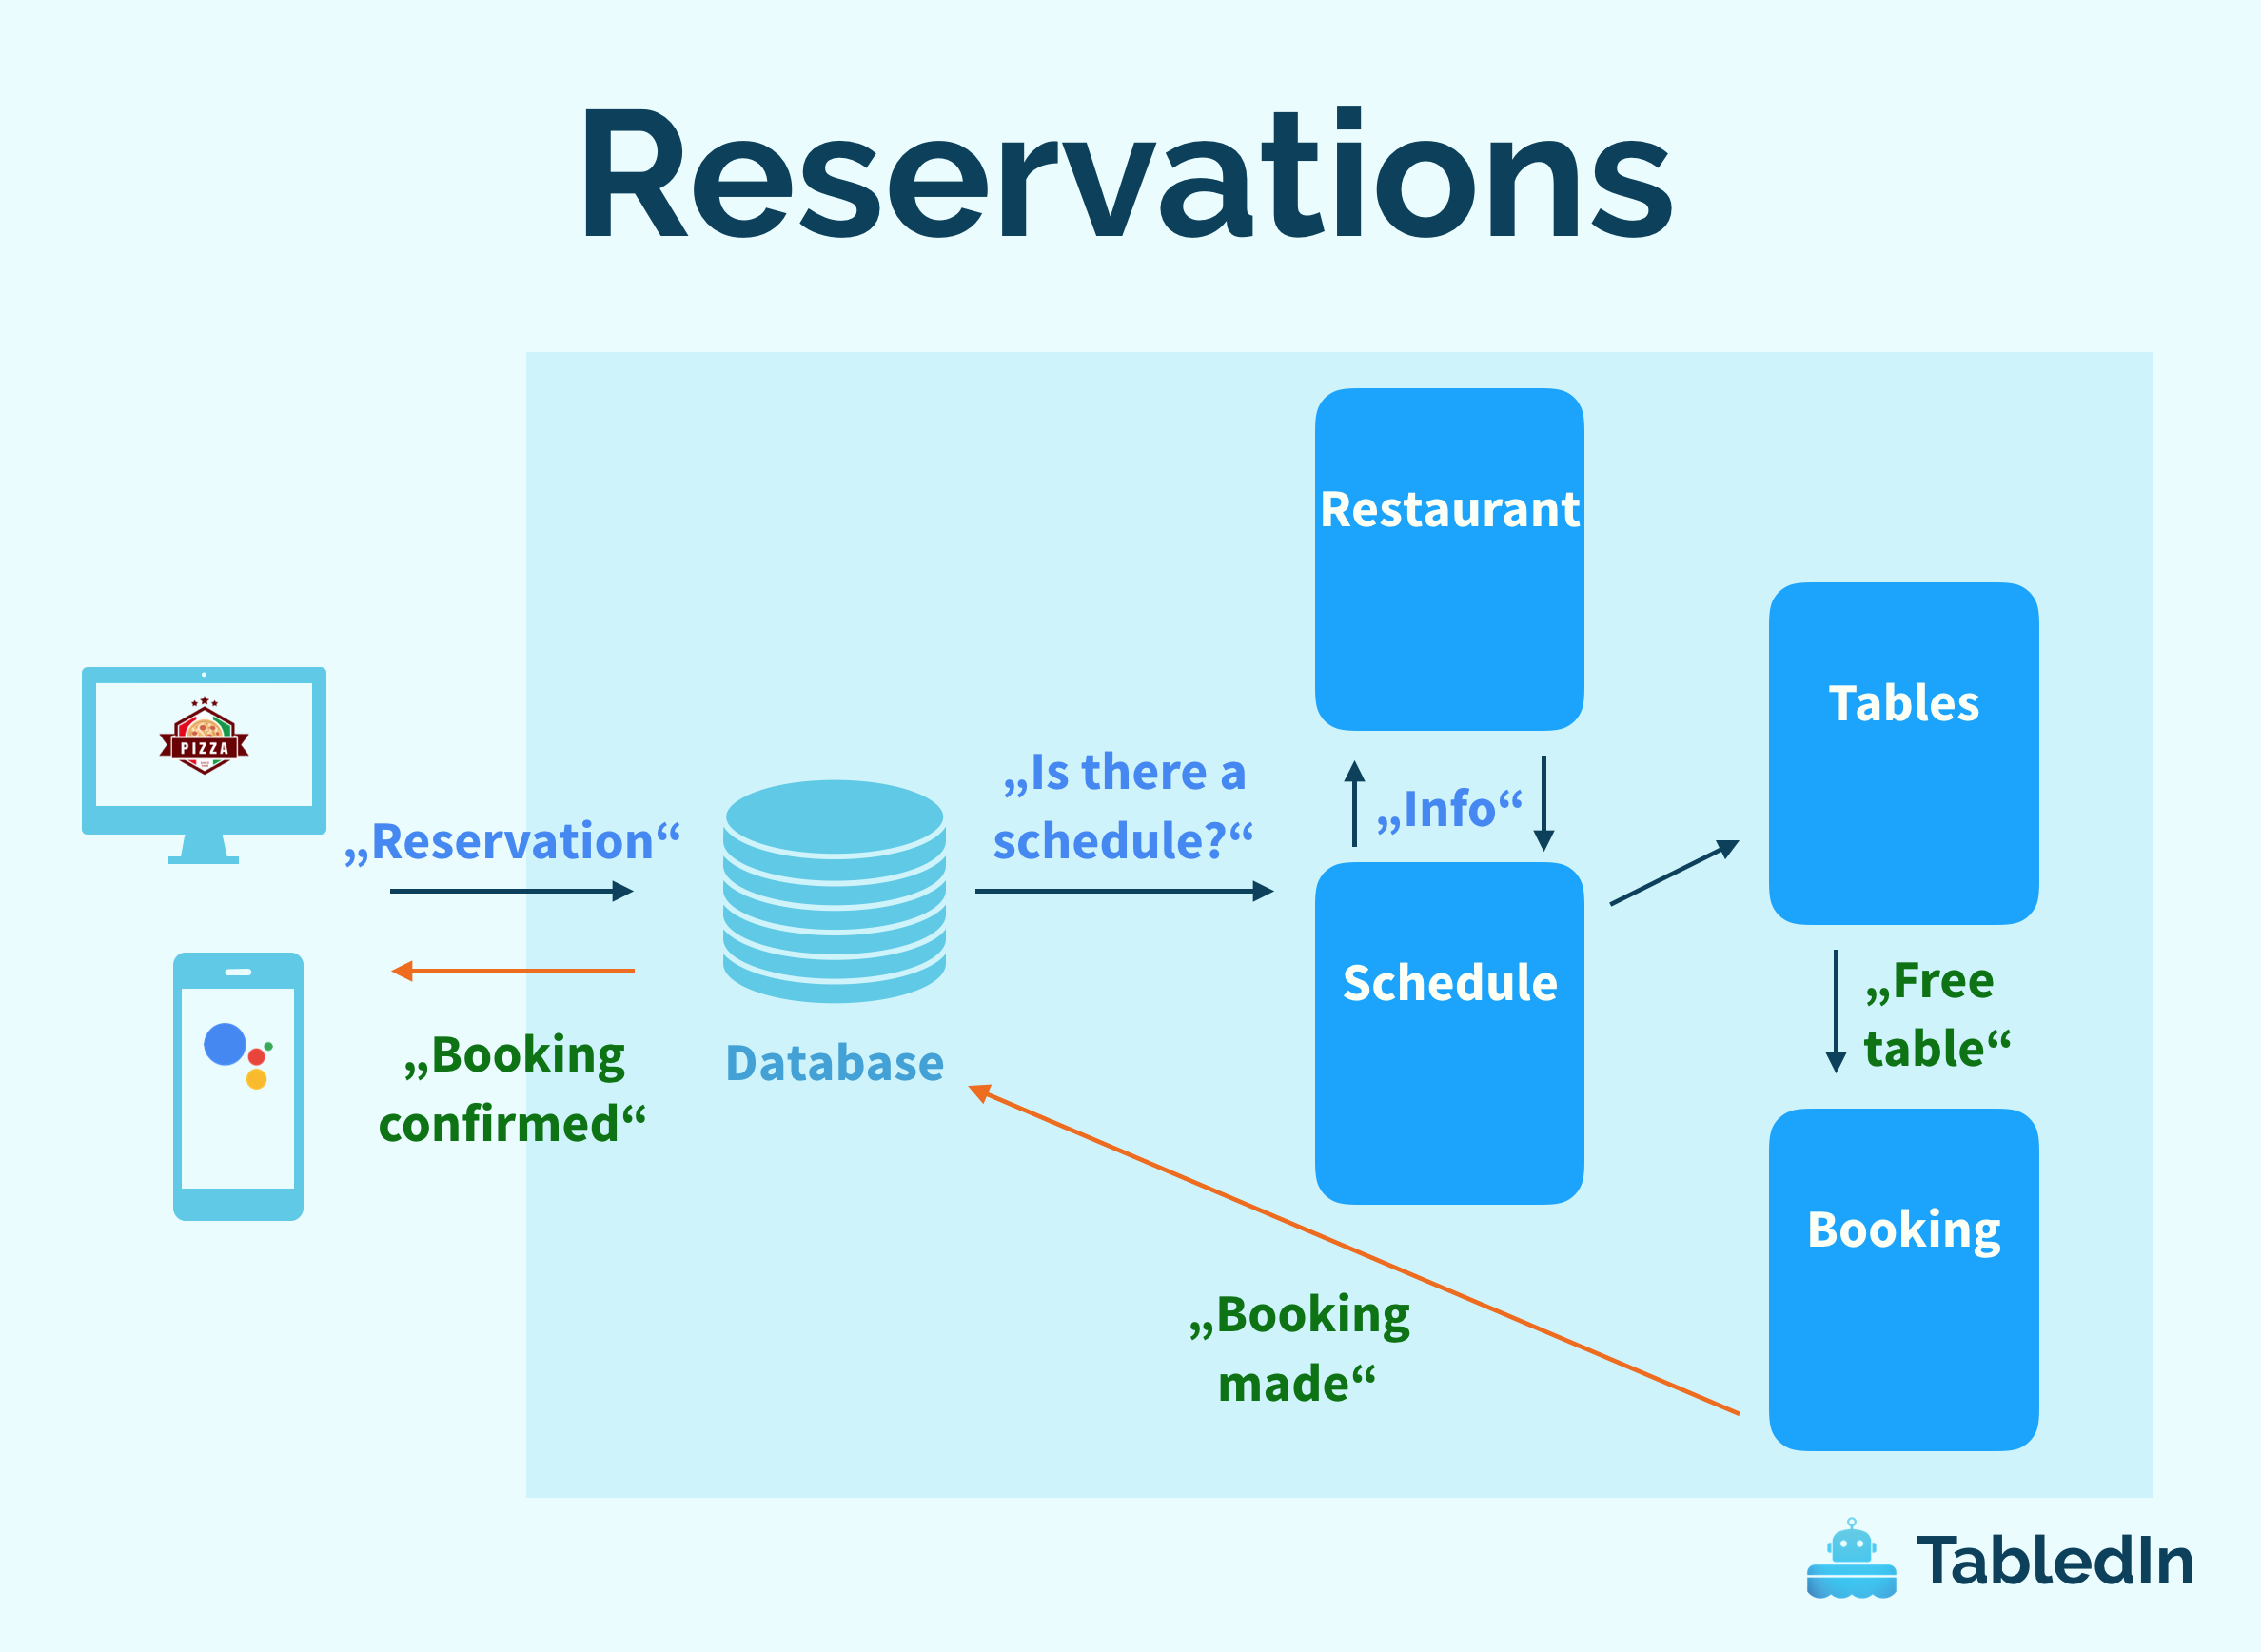 Reservations
Restaurant
Tables
PIZZA
„Is there a
schedule?“
„Info“
„Reservation“
Schedule
„Free
table“
„Booking
confirmed“
Database
Booking
„Booking
made“
TabledIn